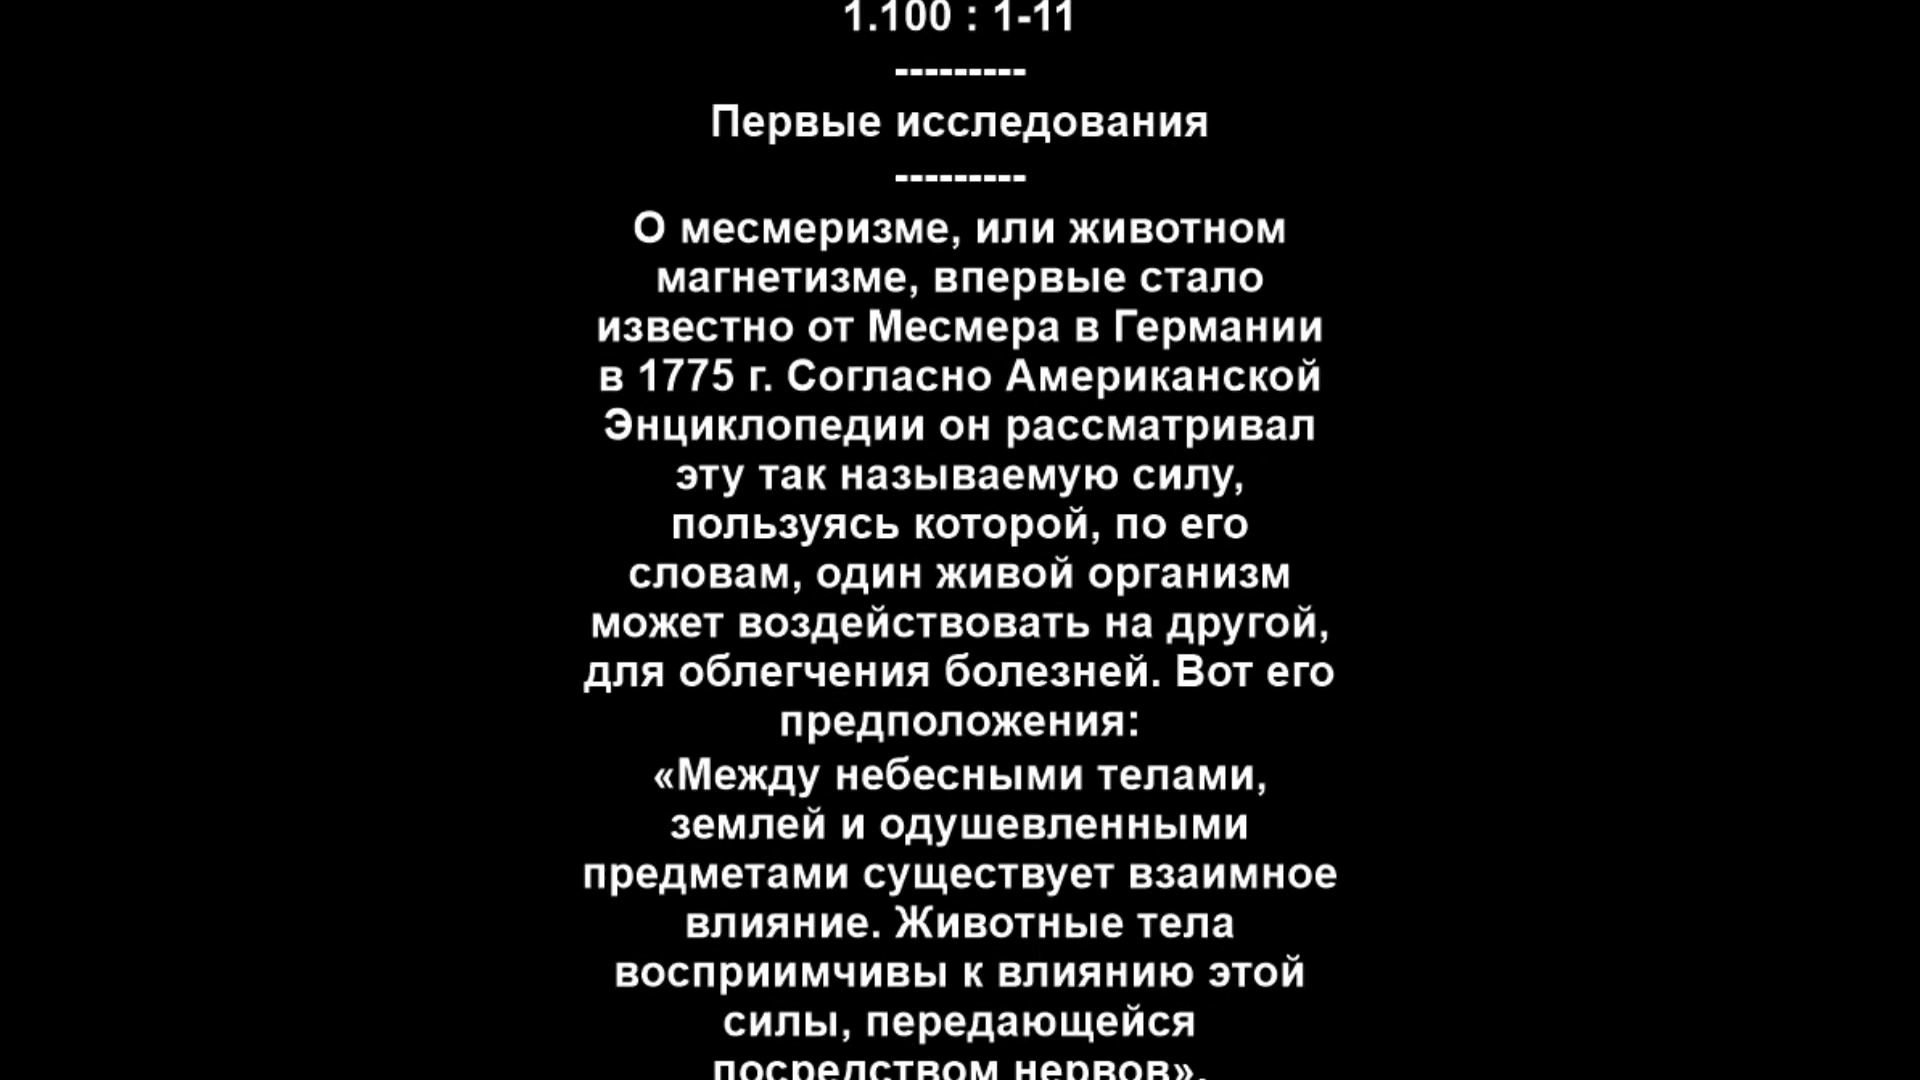 1.100 : 1-11
---------
Первые исследования
---------
О месмеризме, или животном
магнетизме, впервые стало
известно от Месмера в Германии
в 1775 г. Согласно Американской
Энциклопедии он рассматривал
эту так называемую силу,
пользуясь которой, по его
словам, один живой организм
может воздействовать на другой,
для облегчения болезней. Вот его
предположения:
«Между небесными телами,
землей и одушевленными
предметами существует взаимное
влияние. Животные тела
восприимчивы к влиянию этой
силы, передающейся
посредством нервов».